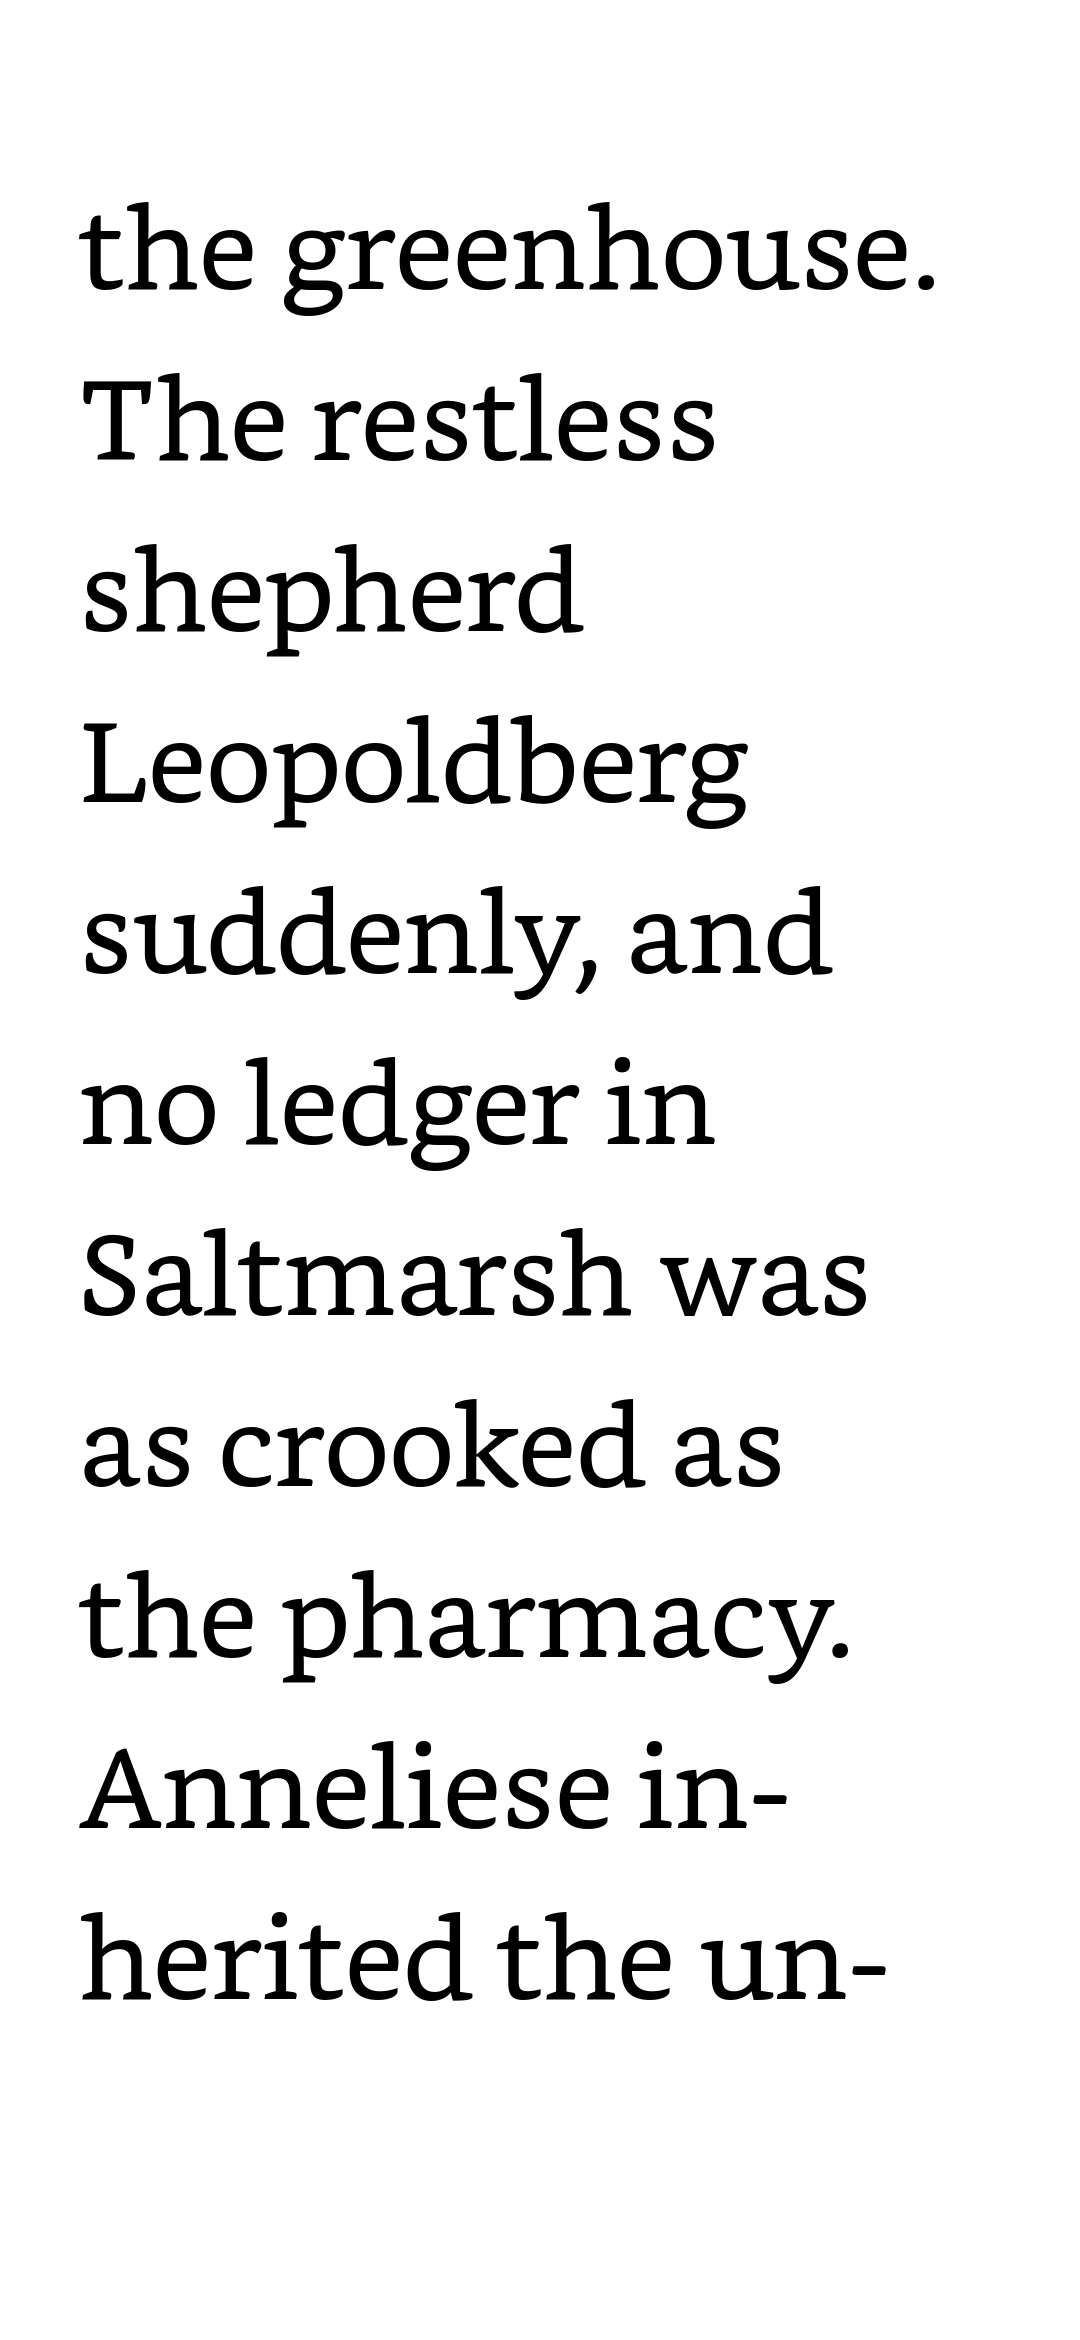 the greenhouse.
The restless
shepherd
Leopoldberg
suddenly, and
no ledger in
Saltmarsh was
as crooked as
the pharmacy.
Anneliese in-
herited the un-